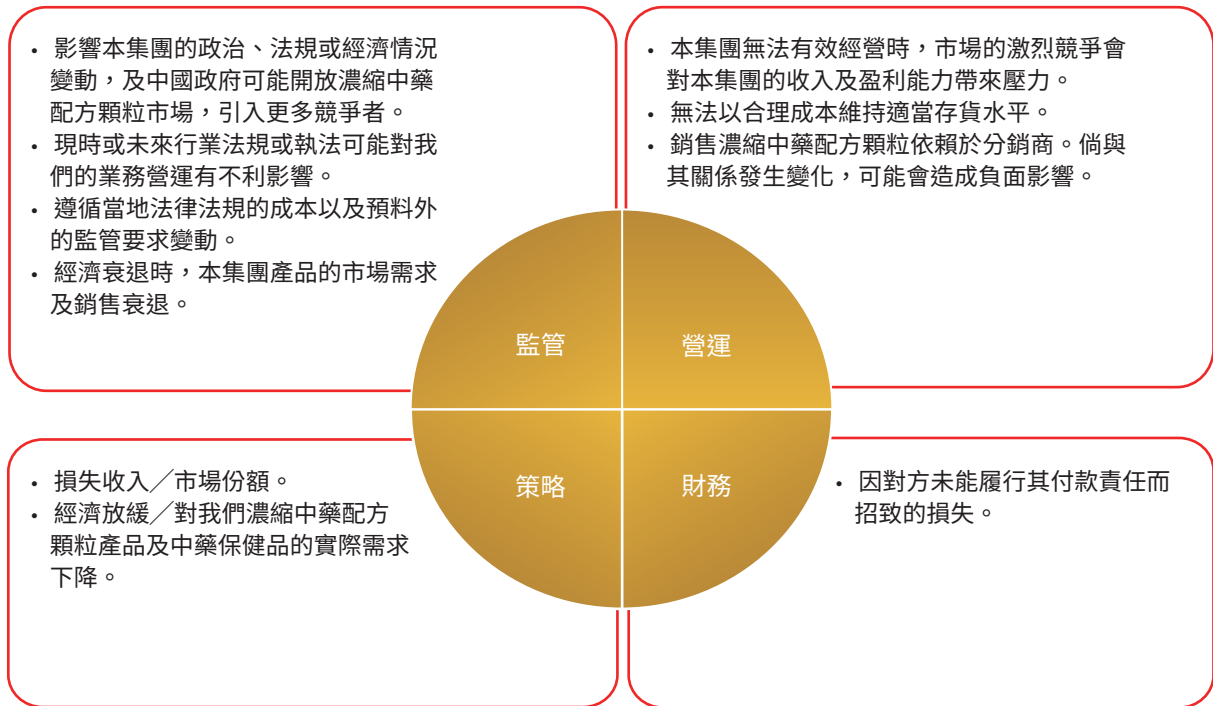 • 影響本集團的政治、法規或經濟情況
變動，及中國政府可能開放濃縮中藥
配方顆粒市場，引入更多競爭者。
• 現時或未來行業法規或執法可能對我
們的業務營運有不利影響。
• 遵循當地法律法規的成本以及預料外
的監管要求變動。
• 經濟衰退時，本集團產品的市場需求
及銷售衰退。
• 本集團無法有效經營時，市場的激烈競爭會
對本集團的收入及盈利能力帶來壓力。
• 無法以合理成本維持適當存貨水平。
• 銷售濃縮中藥配方顆粒依賴於分銷商。倘與
其關係發生變化，可能會造成負面影響。
監管
營運
策略
財務
• 損失收入／市場份額。
• 經濟放緩／對我們濃縮中藥配方
顆粒產品及中藥保健品的實際需求
下降。
• 因對方未能履行其付款責任而
招致的損失。